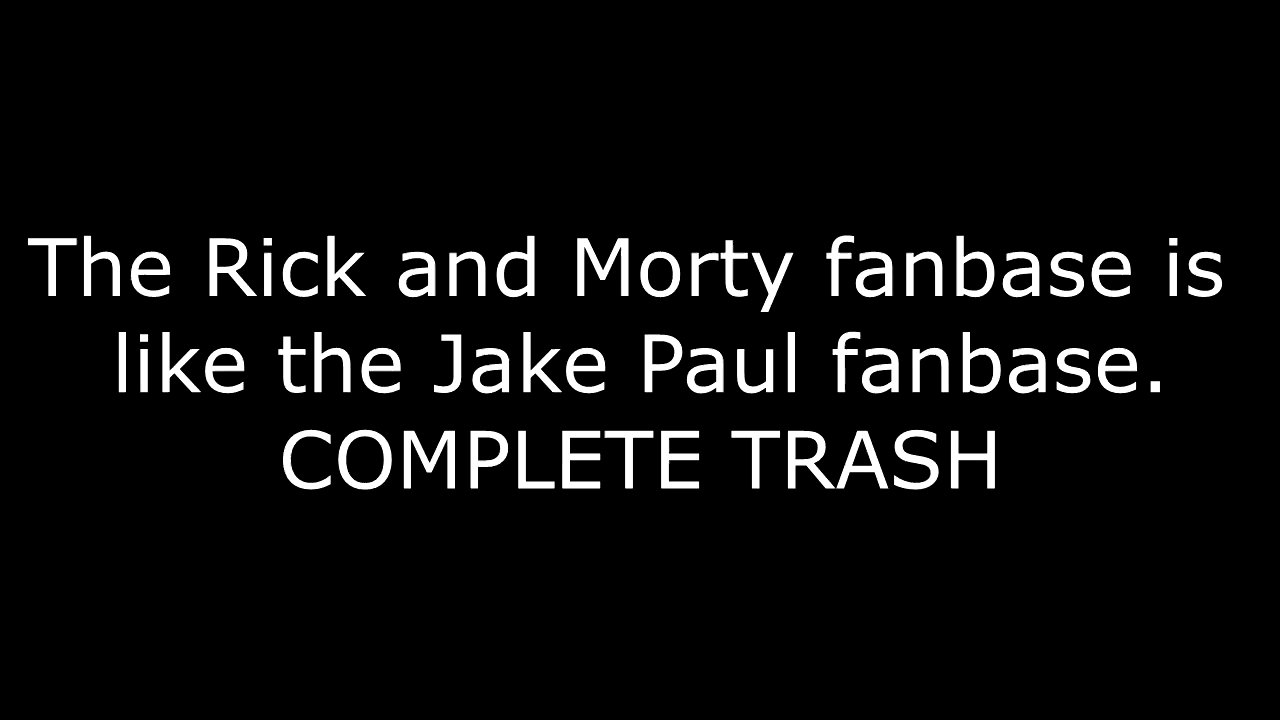 The Rick and Morty fanbase is
like the Jake Paul fanbase.
COMPLETE TRASH